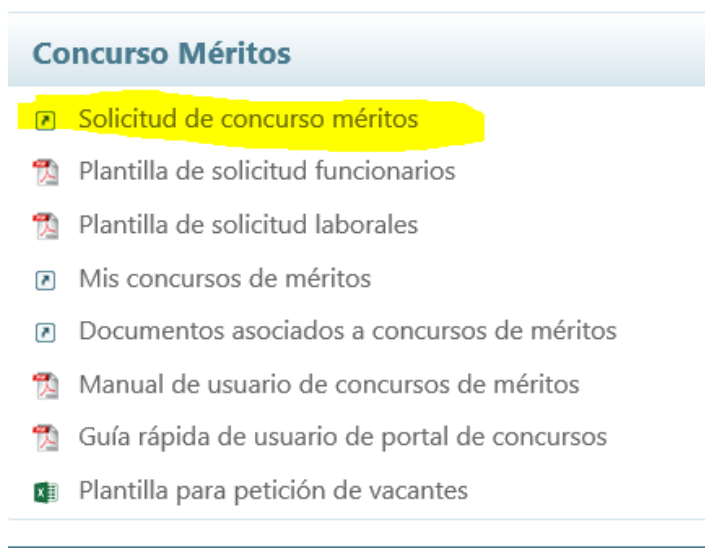 Concurso Méritos
Solicitud de concurso méritos
Plantilla de solicitud funcionarios
Plantilla de solicitud laborales
Mis concursos de méritos
Documentos asociados a concursos de méritos
Manual de usuario de concursos de méritos
Guía rápida de usuario de portal de concursos
Plantilla para petición de vacantes